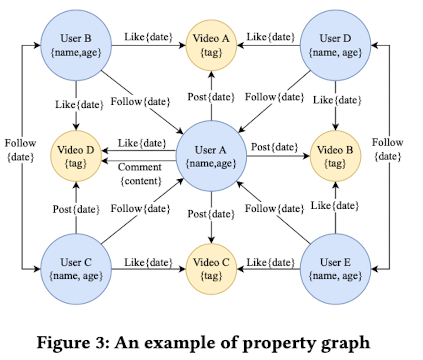 User B
{name,age}
Like{date}
Video A
{tag}
Like{date}
User D
{name, age}
Like{date}
Follow{date}
Post{date}
Follow{date}
Like{date}
Follow
{date}
Video D
{tag}
Like{date}
Comment
{content}
User A
{name,age}
Post{date}
Video B
{tag}
Follow
{date}
Post{date}
Follow{date}
Post{date}
Follow{date}
Like{date}
User C
{name, age}
Like{date}
Video C
{tag}
Like{date}
User E
{name, age}
Figure 3: An example of property graph